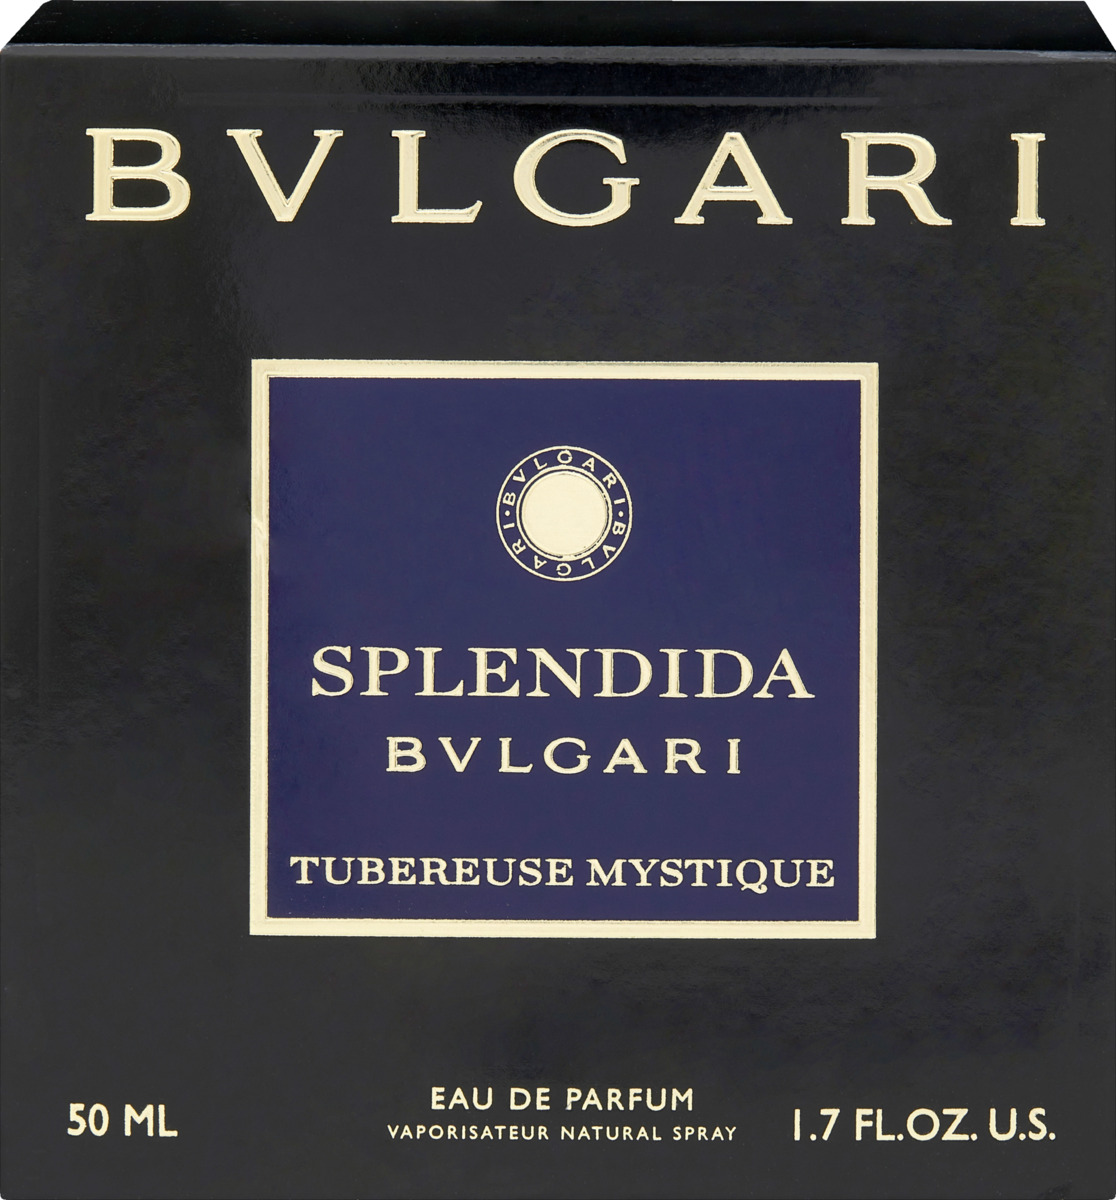 BVLGARI
BVLGARI · BVLGARI ·
SPLENDIDA
BVLGARI
TUBEREUSE MYSTIQUE
50 ML
EAU DE PARFUM
VAPORISATEUR NATURAL SPRAY
1.7 FL.OZ. U.S.